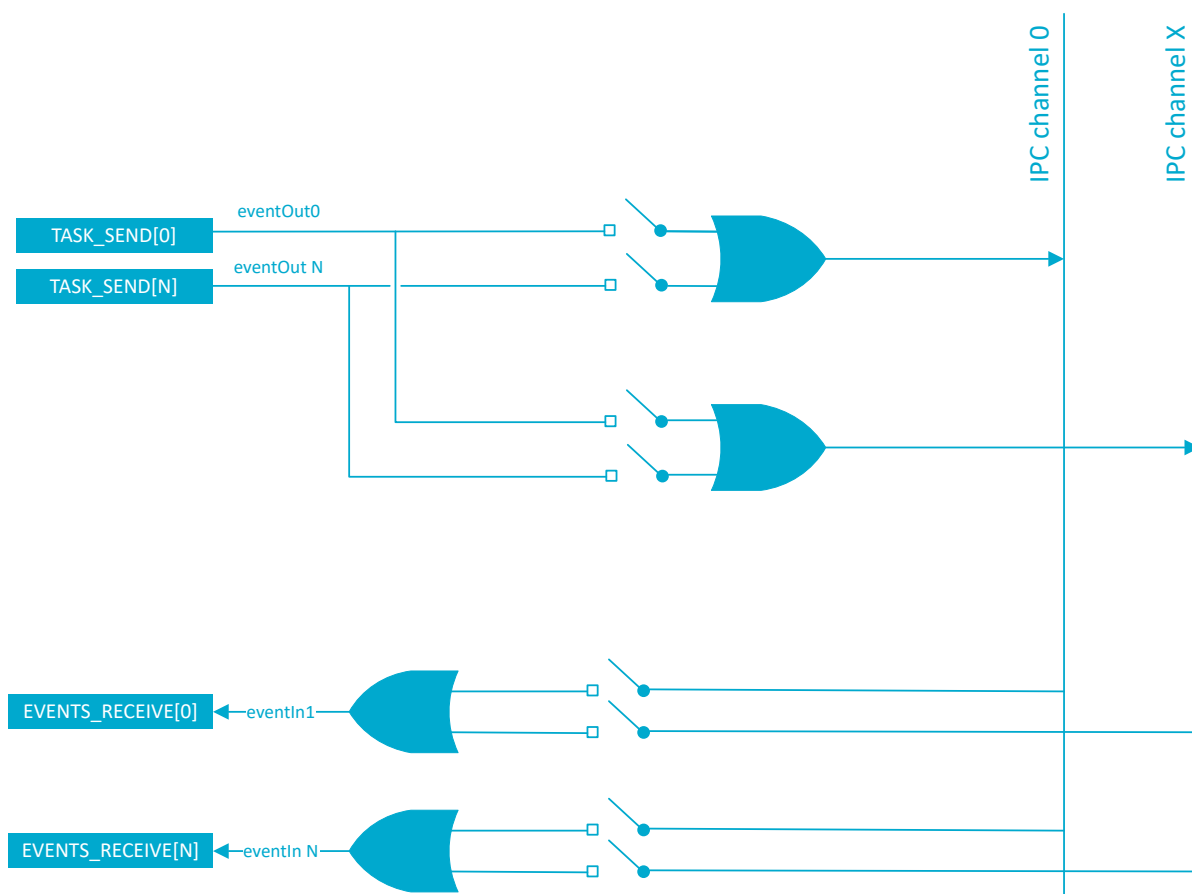 IPC channel 0
IPC channel X
eventOut0
TASK_SEND[0]
eventOut N
TASK_SEND[N]
EVENTS_RECEIVE[0]
eventIn1
EVENTS_RECEIVE[N]
eventIn N